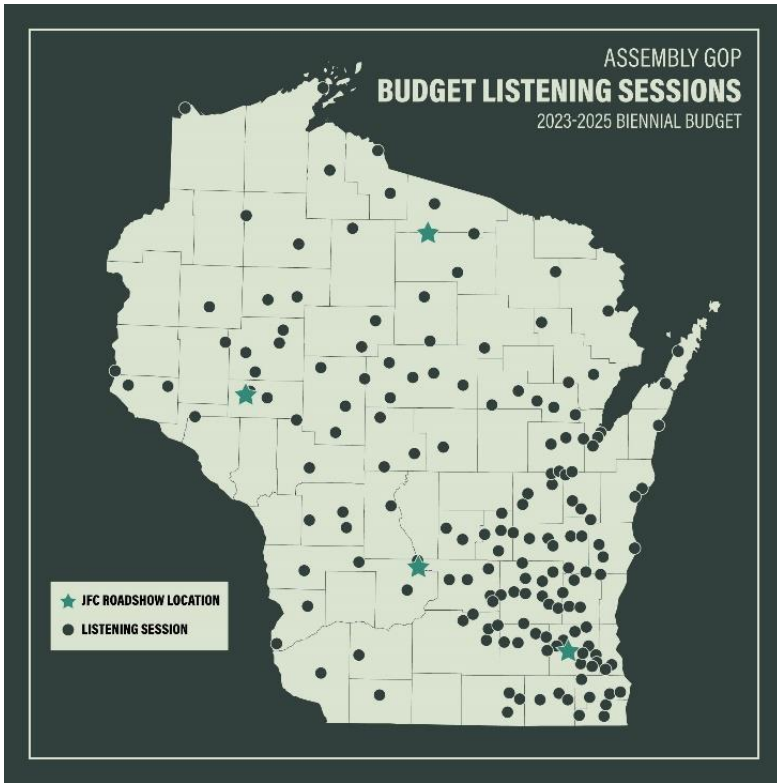 ASSEMBLY GOP
BUDGET LISTENING SESSIONS
2023-2025 BIENNIAL BUDGET
JFC ROADSHOW LOCATION
LISTENING SESSION